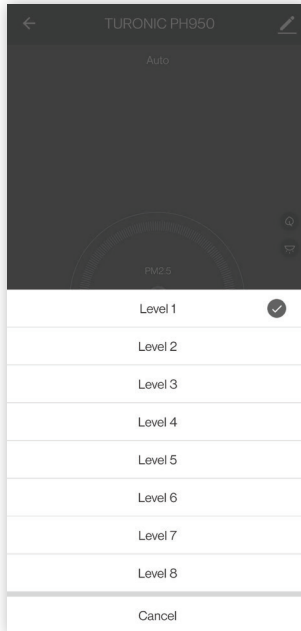 TURONIC PH950
Auto
PM2.5
Level 1
Level 2
Level 3
Level 4
Level 5
Level 6
Level 7
Level 8
Cancel